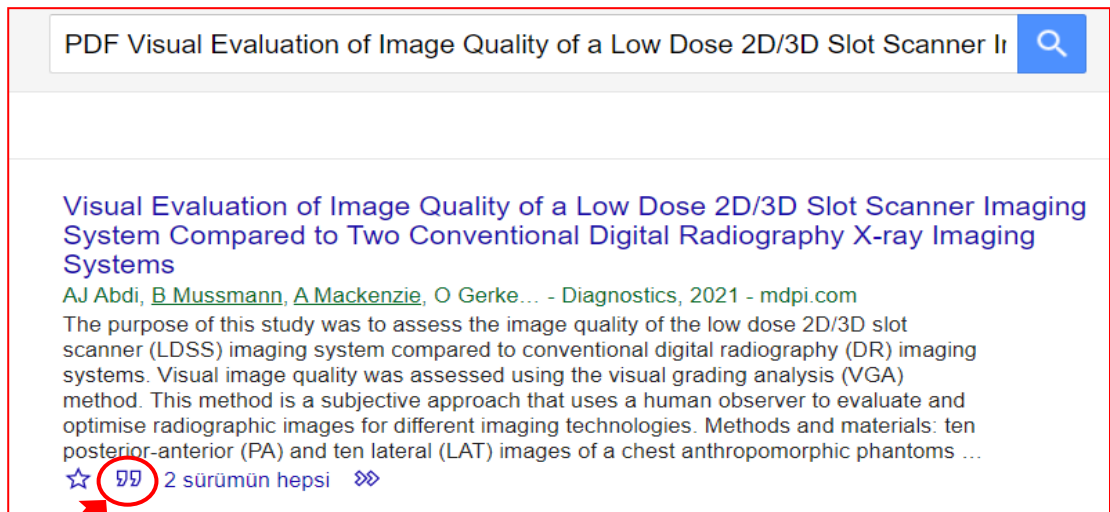 PDF Visual Evaluation of Image Quality of a Low Dose 2D/3D Slot Scanner
Visual Evaluation of Image Quality of a Low Dose 2D/3D Slot Scanner Imaging
System Compared to Two Conventional Digital Radiography X-ray Imaging
Systems
AJ Abdi, B Mussmann, A Mackenzie, O Gerke... - Diagnostics, 2021 - mdpi.com
The purpose of this study was to assess the image quality of the low dose 2D/3D slot
scanner (LDSS) imaging system compared to conventional digital radiography (DR) imaging
systems. Visual image quality was assessed using the visual grading analysis (VGA)
method. This method is a subjective approach that uses a human observer to evaluate and
optimise radiographic images for different imaging technologies. Methods and materials: ten
posterior-anterior (PA) and ten lateral (LAT) images of a chest anthropomorphic phantoms ...
2 sürümün hepsi